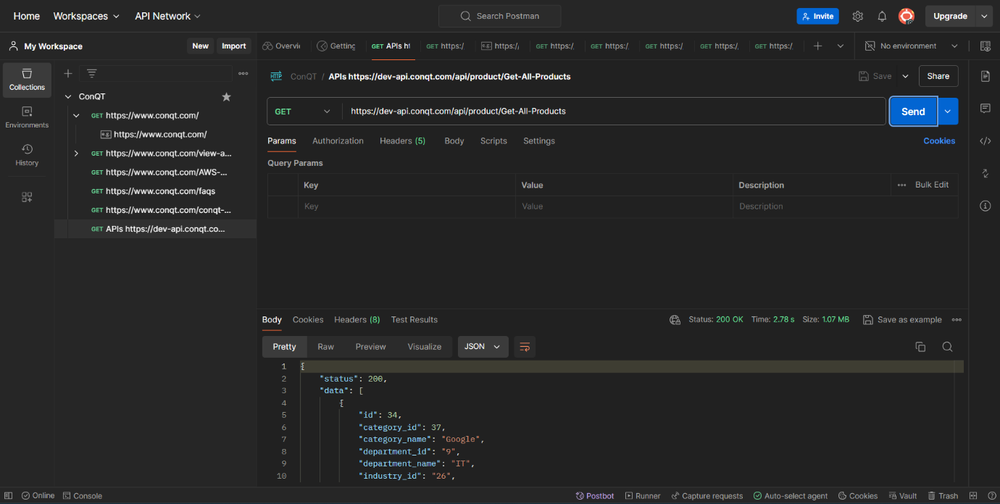 Home Workspaces API Network Search Postman Invite Upgrade
My Workspace New Import Overvi Getting GET APIs ht GET https:/ e.g. https:/ GET https:/ GET https:/ GET https:/ GET https:/ GET https:/ No environment
Collections
Environments
History
ConQT
GET https://www.conqt.com/
e.g. https://www.conqt.com/
GET https://www.conqt.com/view-a...
GET https://www.conqt.com/AWS-...
GET https://www.conqt.com/faqs
GET https://www.conqt.com/conqt-...
GET APIs https://dev-api.conqt.co...
HTTP ConQT / APIs https://dev-api.conqt.com/api/product/Get-All-Products Save Share
GET https://dev-api.conqt.com/api/product/Get-All-Products Send
Params Authorization Headers (5) Body Scripts Settings Cookies
Query Params
Key Value Description Bulk Edit
Key Value Description
Body Cookies Headers (8) Test Results Status: 200 OK Time: 2.78 s Size: 1.07 MB Save as example
Pretty Raw Preview Visualize JSON
1 {
2 "status": 200,
3 "data": [
4 {
5 "id": 34,
6 "category_id": 37,
7 "category_name": "Google",
8 "department_id": "9",
9 "department_name": "IT",
10 "industry_id": "26",
Online Console Postbot Runner Capture requests Auto-select agent Cookies Vault Trash